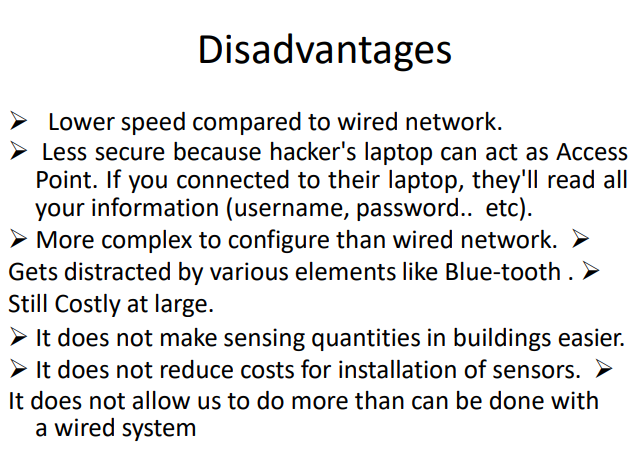 Disadvantages
➢ Lower speed compared to wired network.
➢ Less secure because hacker's laptop can act as Access
Point. If you connected to their laptop, they'll read all
your information (username, password.. etc).
➢ More complex to configure than wired network. ➢
Gets distracted by various elements like Blue-tooth . ➢
Still Costly at large.
➢ It does not make sensing quantities in buildings easier.
➢ It does not reduce costs for installation of sensors. ➢
It does not allow us to do more than can be done with
a wired system